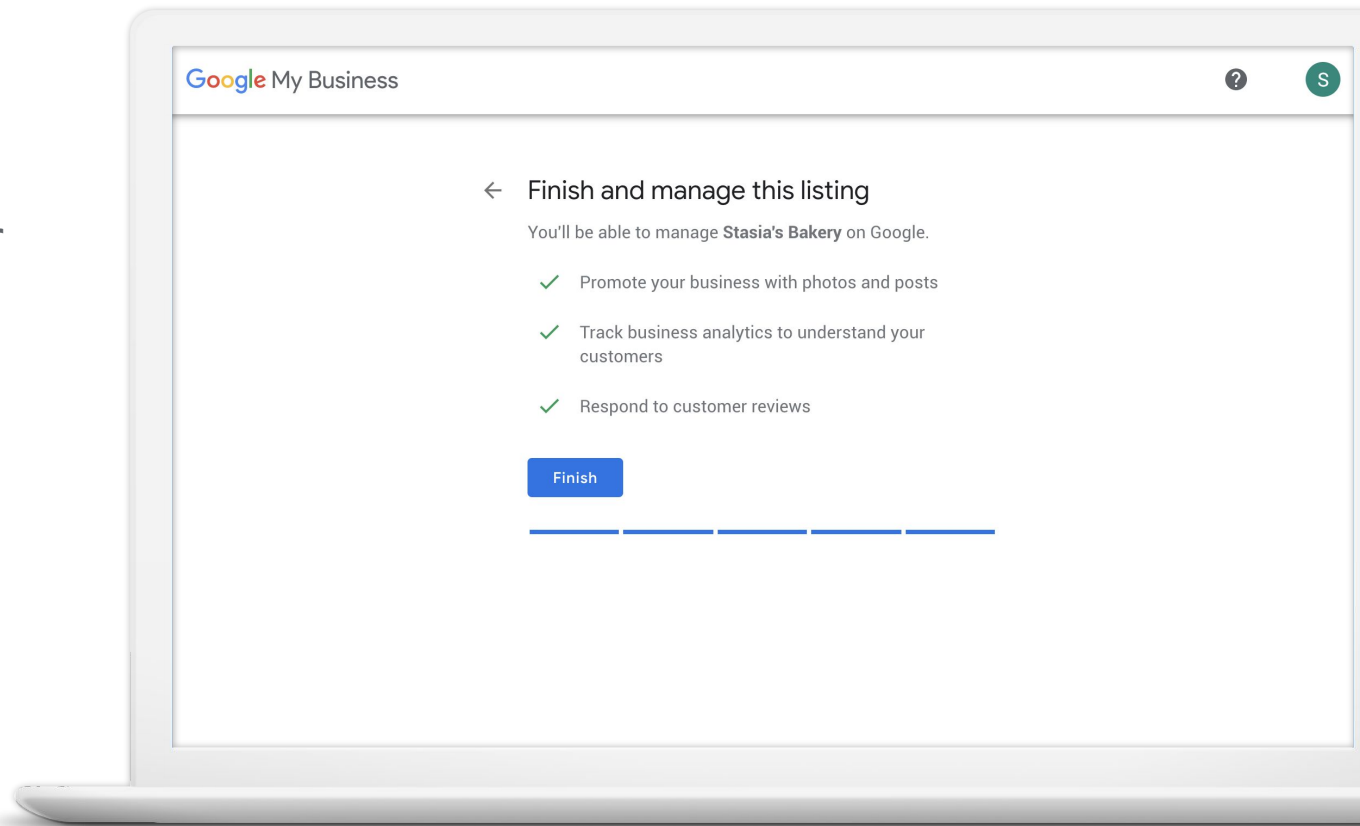 Google My Business
S
Finish and manage this listing
You'll be able to manage Stasia's Bakery on Google.
Promote your business with photos and posts
Track business analytics to understand your
customers
Respond to customer reviews
Finish